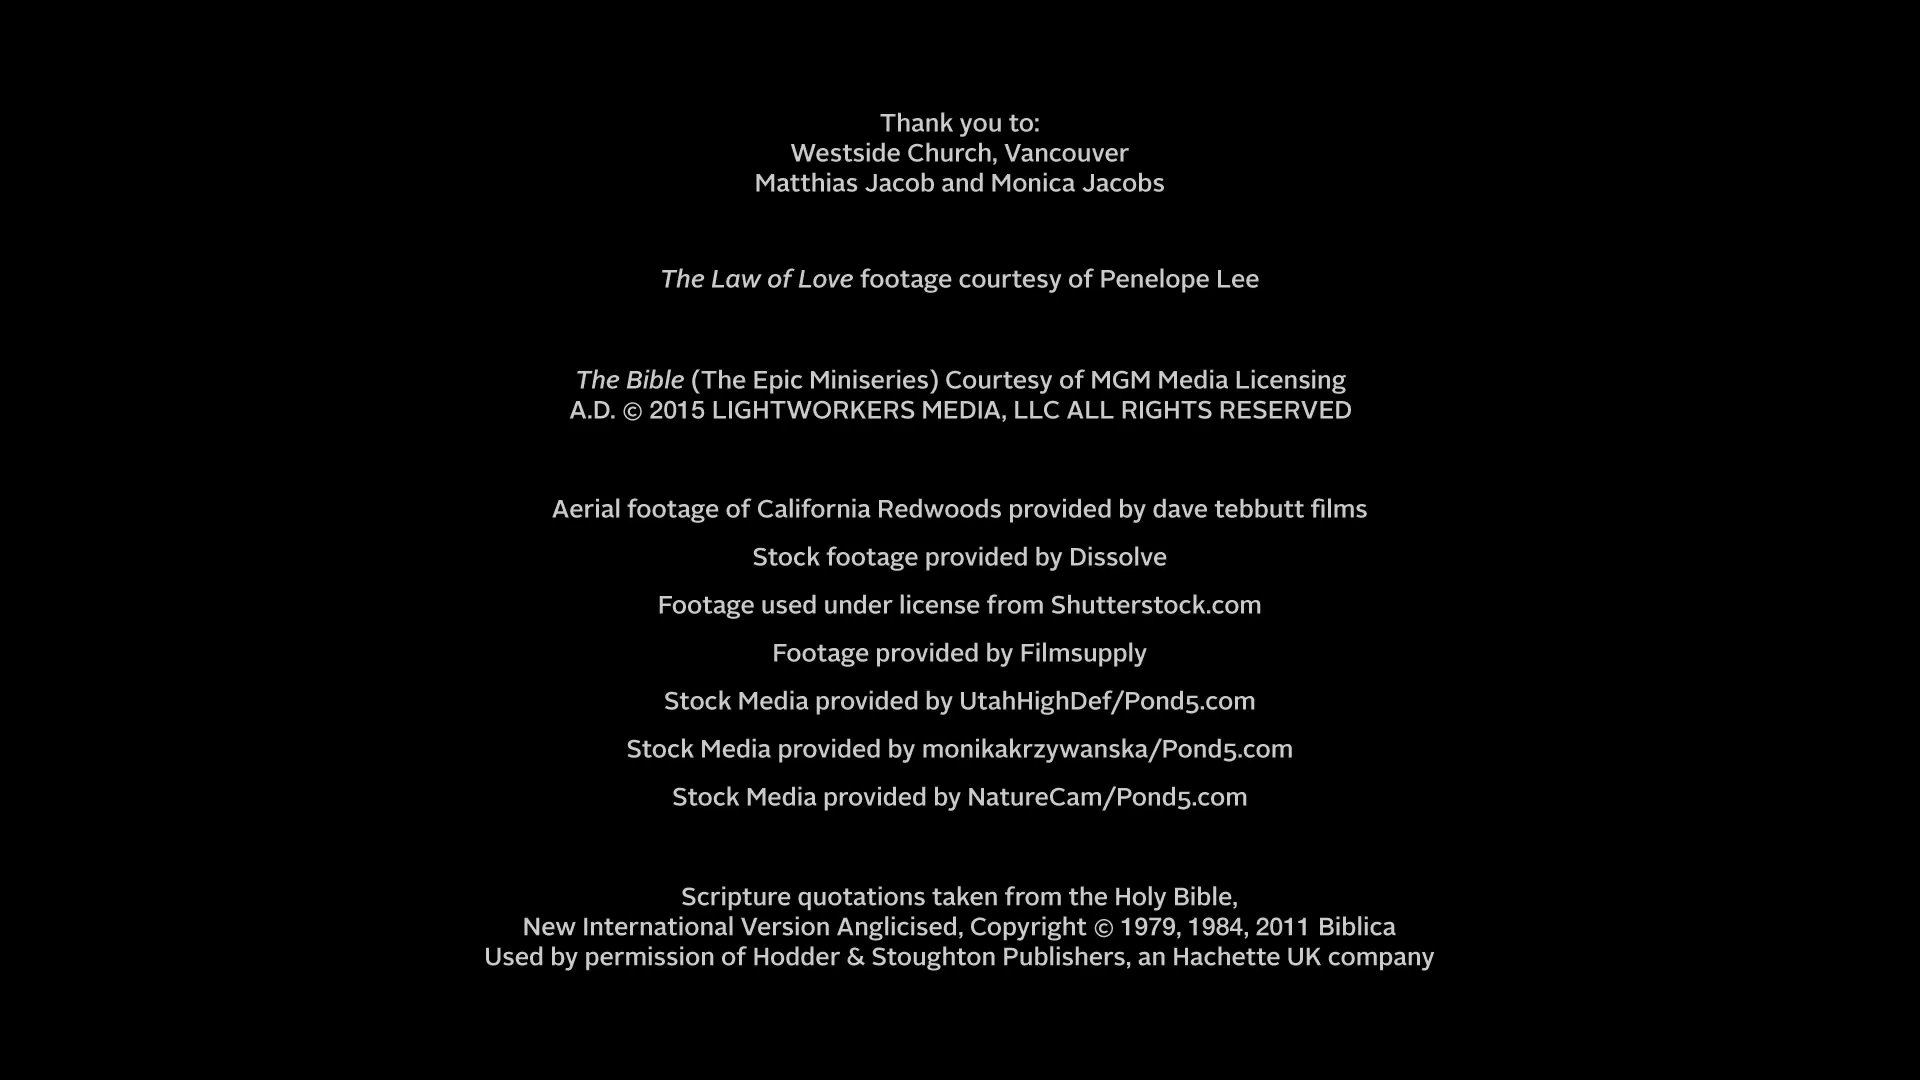 Thank you to:
Westside Church, Vancouver
Matthias Jacob and Monica Jacobs
The Law of Love footage courtesy of Penelope Lee
The Bible (The Epic Miniseries) Courtesy of MGM Media Licensing
A.D. © 2015 LIGHTWORKERS MEDIA, LLC ALL RIGHTS RESERVED
Aerial footage of California Redwoods provided by dave tebbutt films
Stock footage provided by Dissolve
Footage used under license from Shutterstock.com
Footage provided by Filmsupply
Stock Media provided by UtahHighDef/Pond5.com
Stock Media provided by monikakrzywanska/Pond5.com
Stock Media provided by NatureCam/Pond5.com
Scripture quotations taken from the Holy Bible,
New International Version Anglicised, Copyright © 1979, 1984, 2011 Biblica
Used by permission of Hodder & Stoughton Publishers, an Hachette UK company